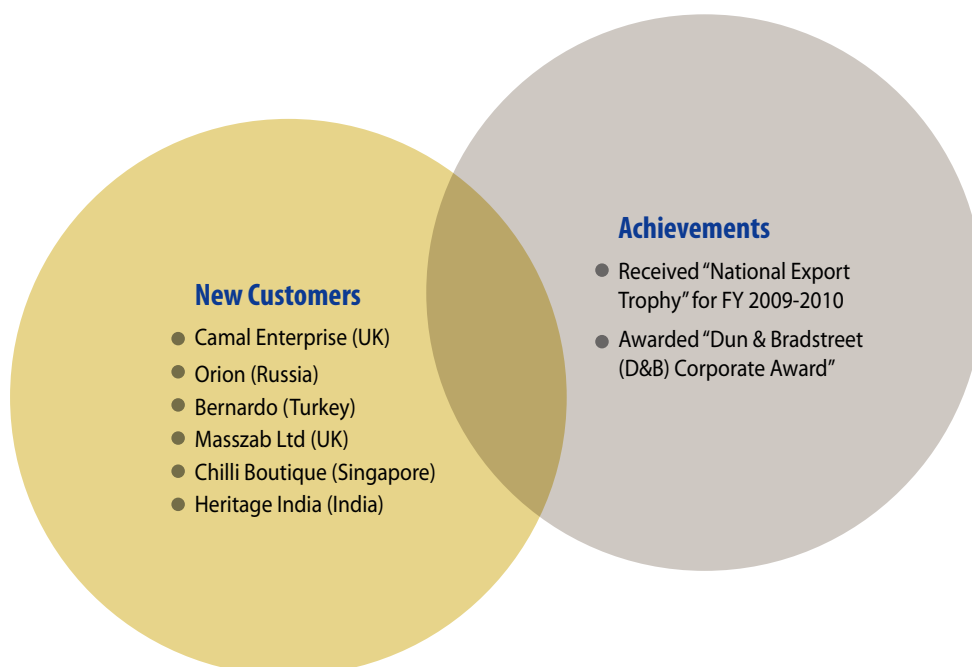 New Customers
● Camal Enterprise (UK)
● Orion (Russia)
● Bernardo (Turkey)
● Masszab Ltd (UK)
● Chilli Boutique (Singapore)
● Heritage India (India)
Achievements
● Received “National Export
Trophy” for FY 2009-2010
● Awarded “Dun & Bradstreet
(D&B) Corporate Award”